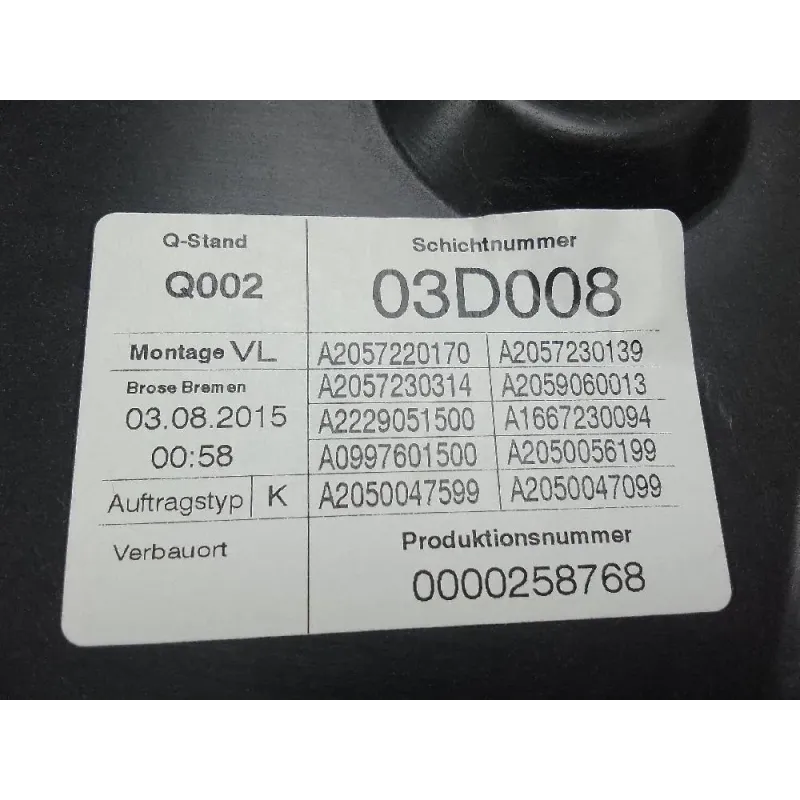 Q-Stand
Q002
Schichtnummer
03D008
Montage VL
Brose Bremen
03.08.2015
00:58
Auftragstyp K
Verbauort
A2057220170 A2057230139
A2057230314 A2059060013
A2229051500 A1667230094
A0997601500 A2050056199
A2050047599 A2050047099
Produktionsnummer
0000258768